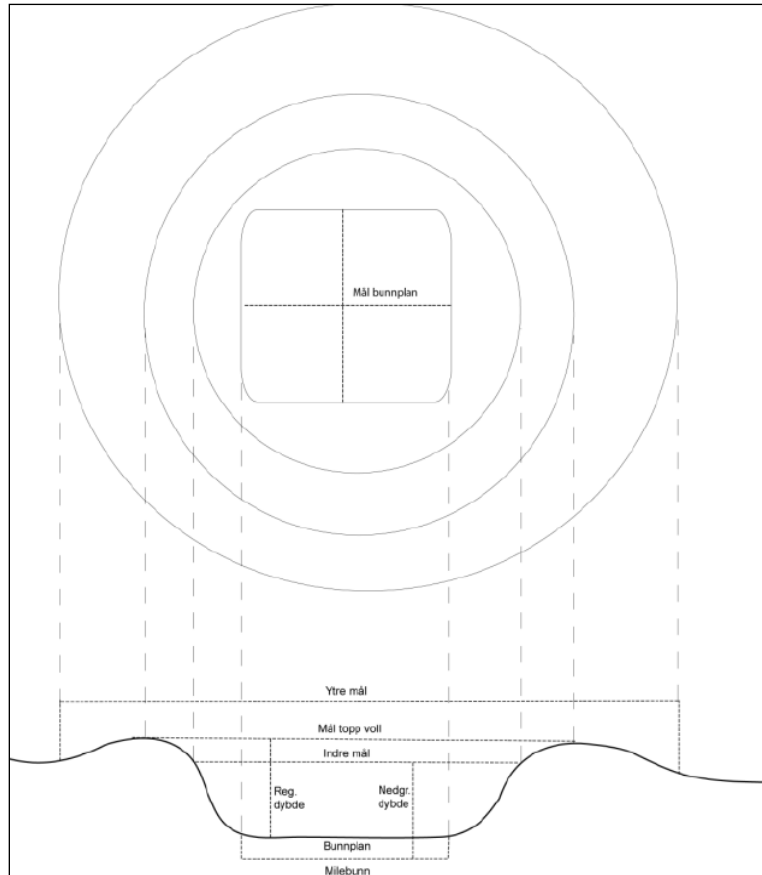 Mål bunnplan
Ytre mål
Mål topp voll
Indre mål
Reg.
dybde
Nedgr.
dybde
Bunnplan
Milebunn